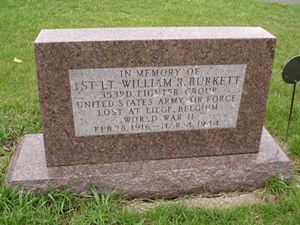 IN MEMORY OF
1ST LT. WILLIAM R. BURKETT
353RD FIGHTER GROUP
UNITED STATES ARMY AIR FORCE
LOST AT LIEGE, BELGIUM
WORLD WAR II
FEB. 18, 1916 - MAR. 4, 1944